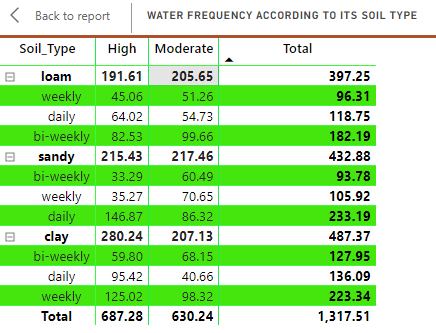 Back to report WATER FREQUENCY ACCORDING TO ITS SOIL TYPE
Soil_Type High Moderate Total
loam 191.61 205.65 397.25
weekly 45.06 51.26 96.31
daily 64.02 54.73 118.75
bi-weekly 82.53 99.66 182.19
sandy 215.43 217.46 432.88
bi-weekly 33.29 60.49 93.78
weekly 35.27 70.65 105.92
daily 146.87 86.32 233.19
clay 280.24 207.13 487.37
bi-weekly 59.80 68.15 127.95
daily 95.42 40.66 136.09
weekly 125.02 98.32 223.34
Total 687.28 630.24 1,317.51